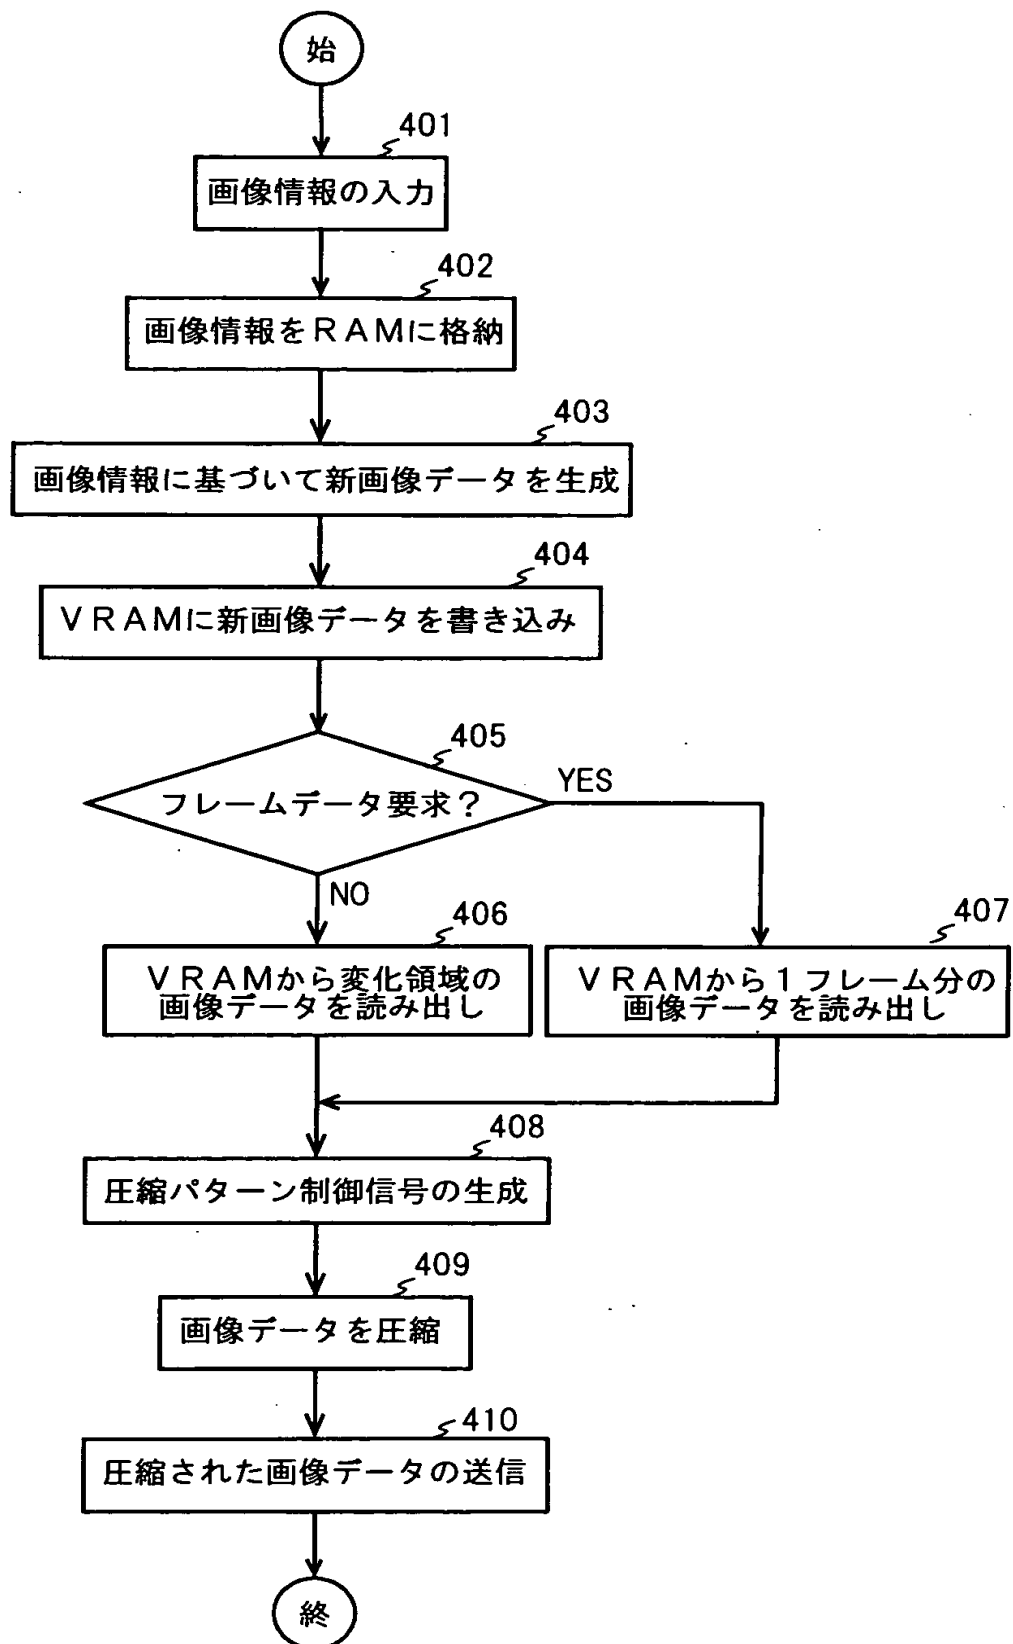 始
401
画像情報の入力
402
画像情報をRAMに格納
403
画像情報に基づいて新画像データを生成
404
VRAMに新画像データを書き込み
405
フレームデータ要求?
YES
NO
406
VRAMから変化領域の
画像データを読み出し
407
VRAMから1フレーム分の
画像データを読み出し
408
圧縮パターン制御信号の生成
409
画像データを圧縮
410
圧縮された画像データの送信
終